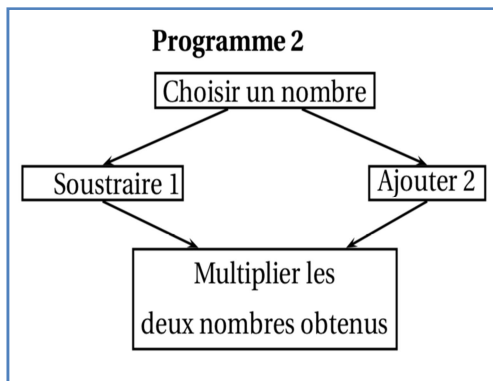 Programme 2
Choisir un nombre
Soustraire 1
Ajouter 2
Multiplier les
deux nombres obtenus